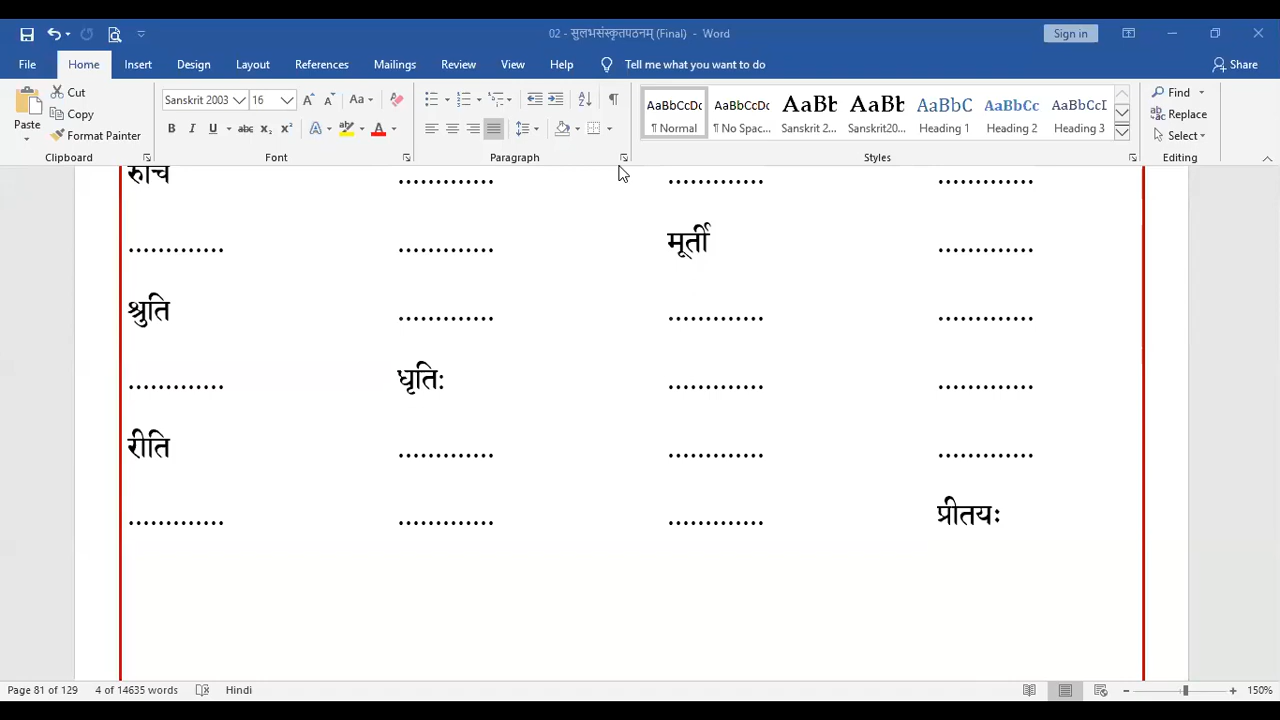 02 - सुलभसंस्कृतपठनम् (Final) - Word
Sign in
File Home Insert Design Layout References Mailings Review View Help Tell me what you want to do Share
Paste Cut Copy Format Painter
Sanskrit 2003 16
AaBbCcDc AaBbCcDc AaBb AaBb AaBbC AaBbCc AaBbCcD
¶ Normal ¶ No Spac... Sanskrit 2... Sanskrit20... Heading 1 Heading 2 Heading 3
Find Replace Select
Clipboard Font Paragraph Styles Editing
रुचि ............. ............. .............
............. ............. मूर्ती .............
श्रुति ............. ............. .............
............. धृतिः ............. .............
रीति ............. ............. .............
............. ............. ............. प्रीतयः
Page 81 of 129 4 of 14635 words Hindi 150%